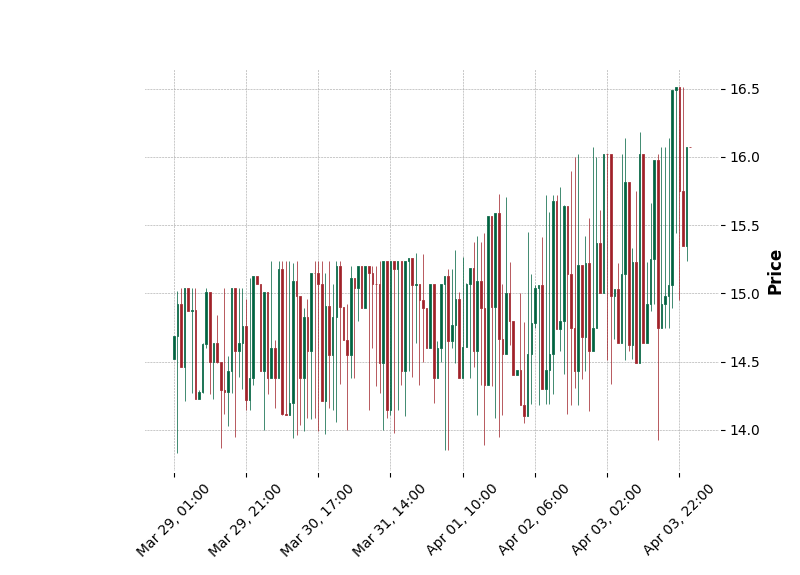 16.5
16.0
15.5
15.0
14.5
14.0
Price
Mar 29, 01:00
Mar 29, 21:00
Mar 30, 17:00
Mar 31, 14:00
Apr 01, 10:00
Apr 02, 06:00
Apr 03, 02:00
Apr 03, 22:00